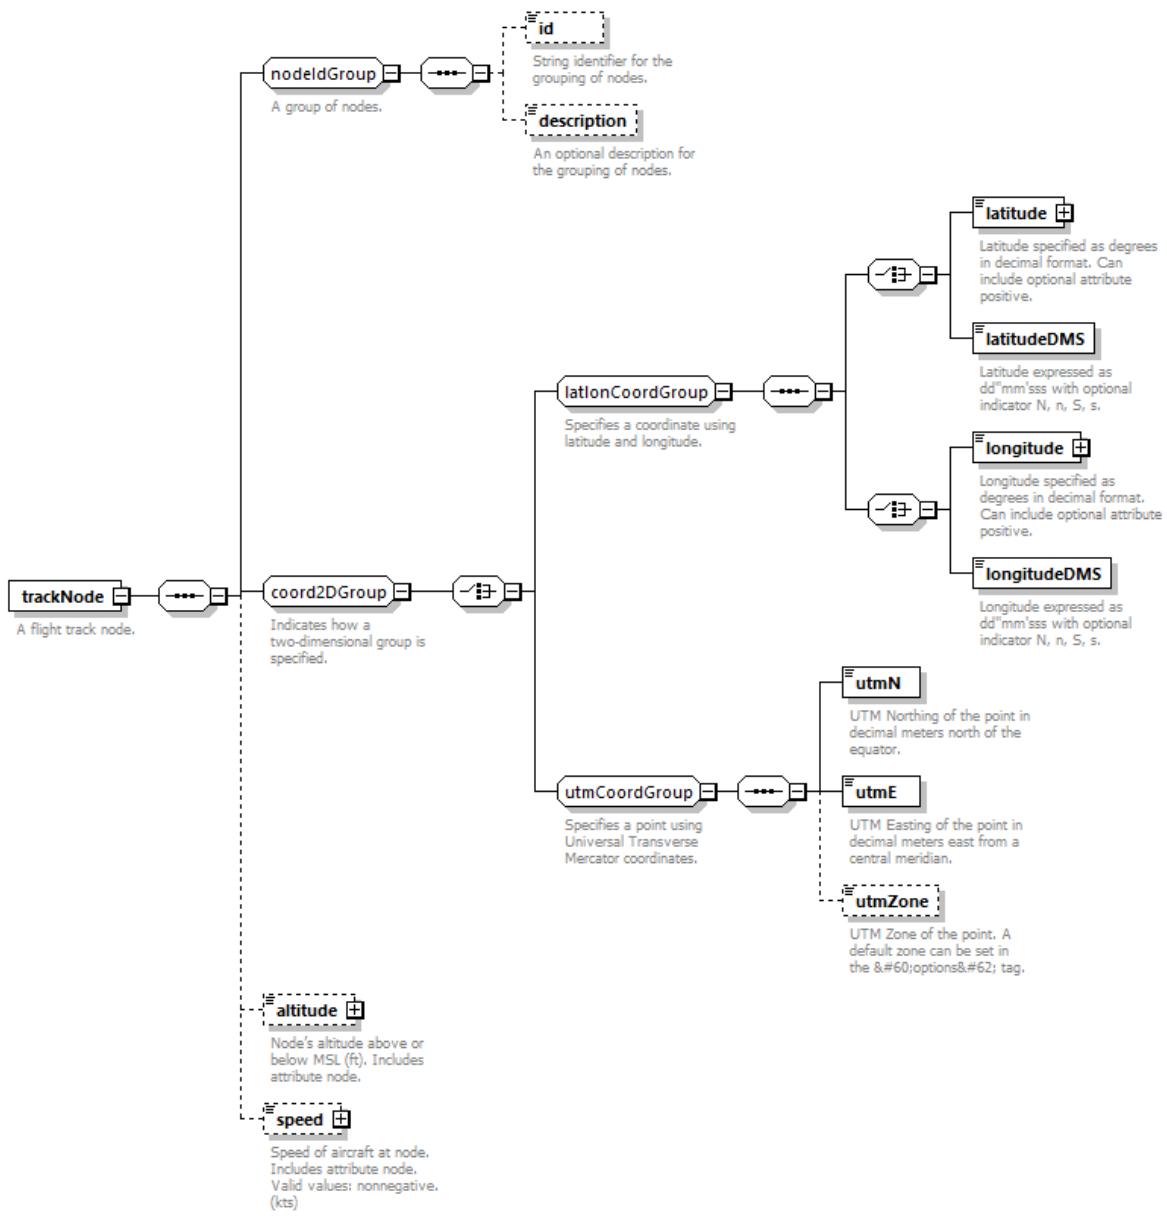 id
String identifier for the
grouping of nodes.
nodeIdGroup
A group of nodes.
description
An optional description for
the grouping of nodes.
latitude
Latitude specified as degrees
in decimal format. Can
include optional attribute
positive.
latitudeDMS
Latitude expressed as
dd"mm'sss with optional
indicator N, n, S, s.
latlonCoordGroup
Specifies a coordinate using
latitude and longitude.
longitude
Longitude specified as
degrees in decimal format.
Can include optional attribute
positive.
longitudeDMS
Longitude expressed as
dd"mm'sss with optional
indicator N, n, S, s.
trackNode
A flight track node.
coord2DGroup
Indicates how a
two-dimensional group is
specified.
utmN
UTM Northing of the point in
decimal meters north of the
equator.
utmCoordGroup
Specifies a point using
Universal Transverse
Mercator coordinates.
utmE
UTM Easting of the point in
decimal meters east from a
central meridian.
utmZone
UTM Zone of the point. A
default zone can be set in
the &#60;options&#62; tag.
altitude
Node's altitude above or
below MSL (ft). Includes
attribute node.
speed
Speed of aircraft at node.
Includes attribute node.
Valid values: nonnegative.
(kts)